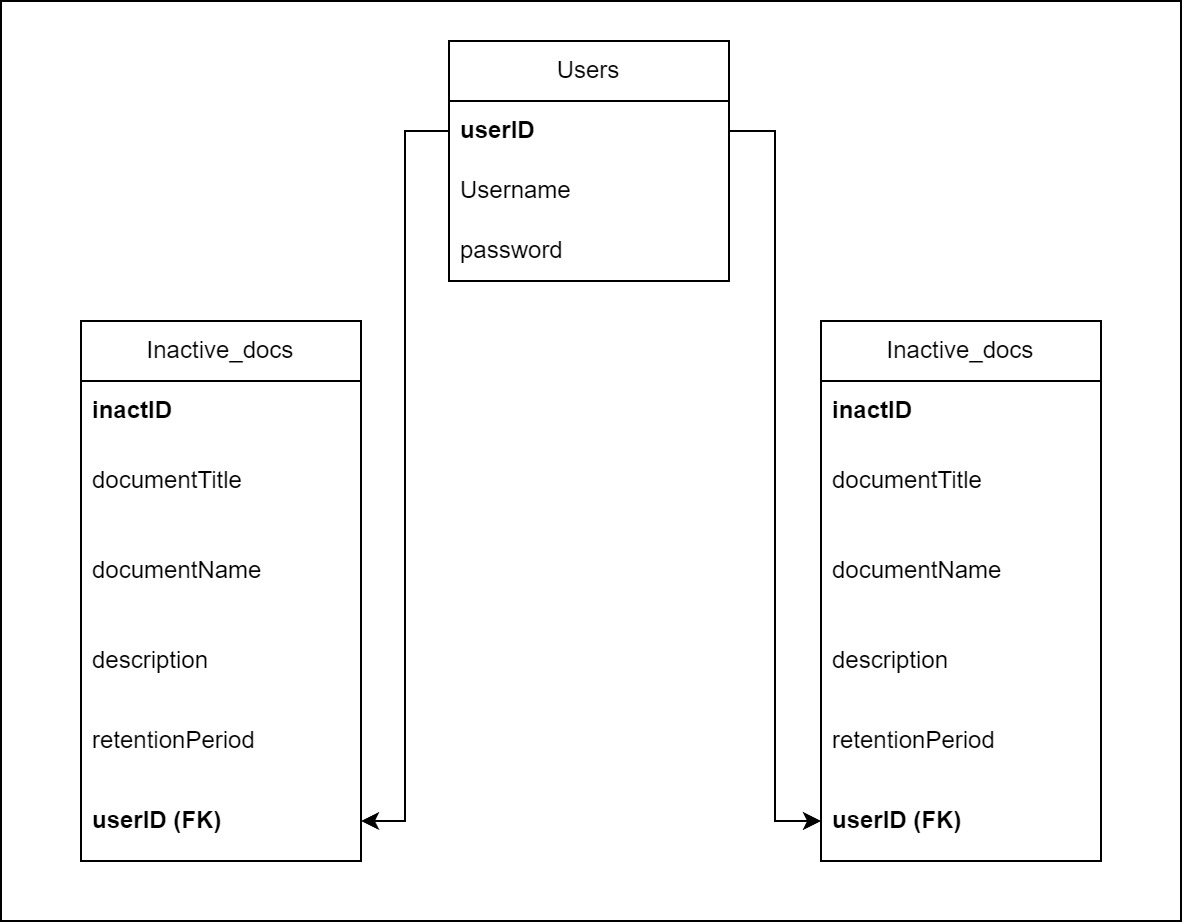 Users
userID
Username
password
Inactive_docs
inactID
documentTitle
documentName
description
retentionPeriod
userID (FK)
Inactive_docs
inactID
documentTitle
documentName
description
retentionPeriod
userID (FK)